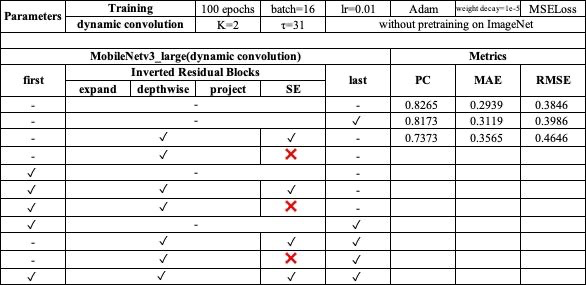 Parameters Training 100 epochs batch=16 lr=0.01 Adam weight decay=1e-5 MSELoss
dynamic convolution K=2 τ=31 without pretraining on ImageNet
MobileNetv3_large(dynamic convolution) Metrics
first Inverted Residual Blocks last PC MAE RMSE
expand depthwise project SE
- - - 0.8265 0.2939 0.3846
- - ✓ 0.8173 0.3119 0.3986
- ✓ ✓ - 0.7373 0.3565 0.4646
- ✓ ❌ -
✓ - -
✓ ✓ ✓ -
✓ ✓ ❌ -
✓ - ✓
- ✓ ✓ ✓
- ✓ ❌ ✓
✓ ✓ ✓ ✓